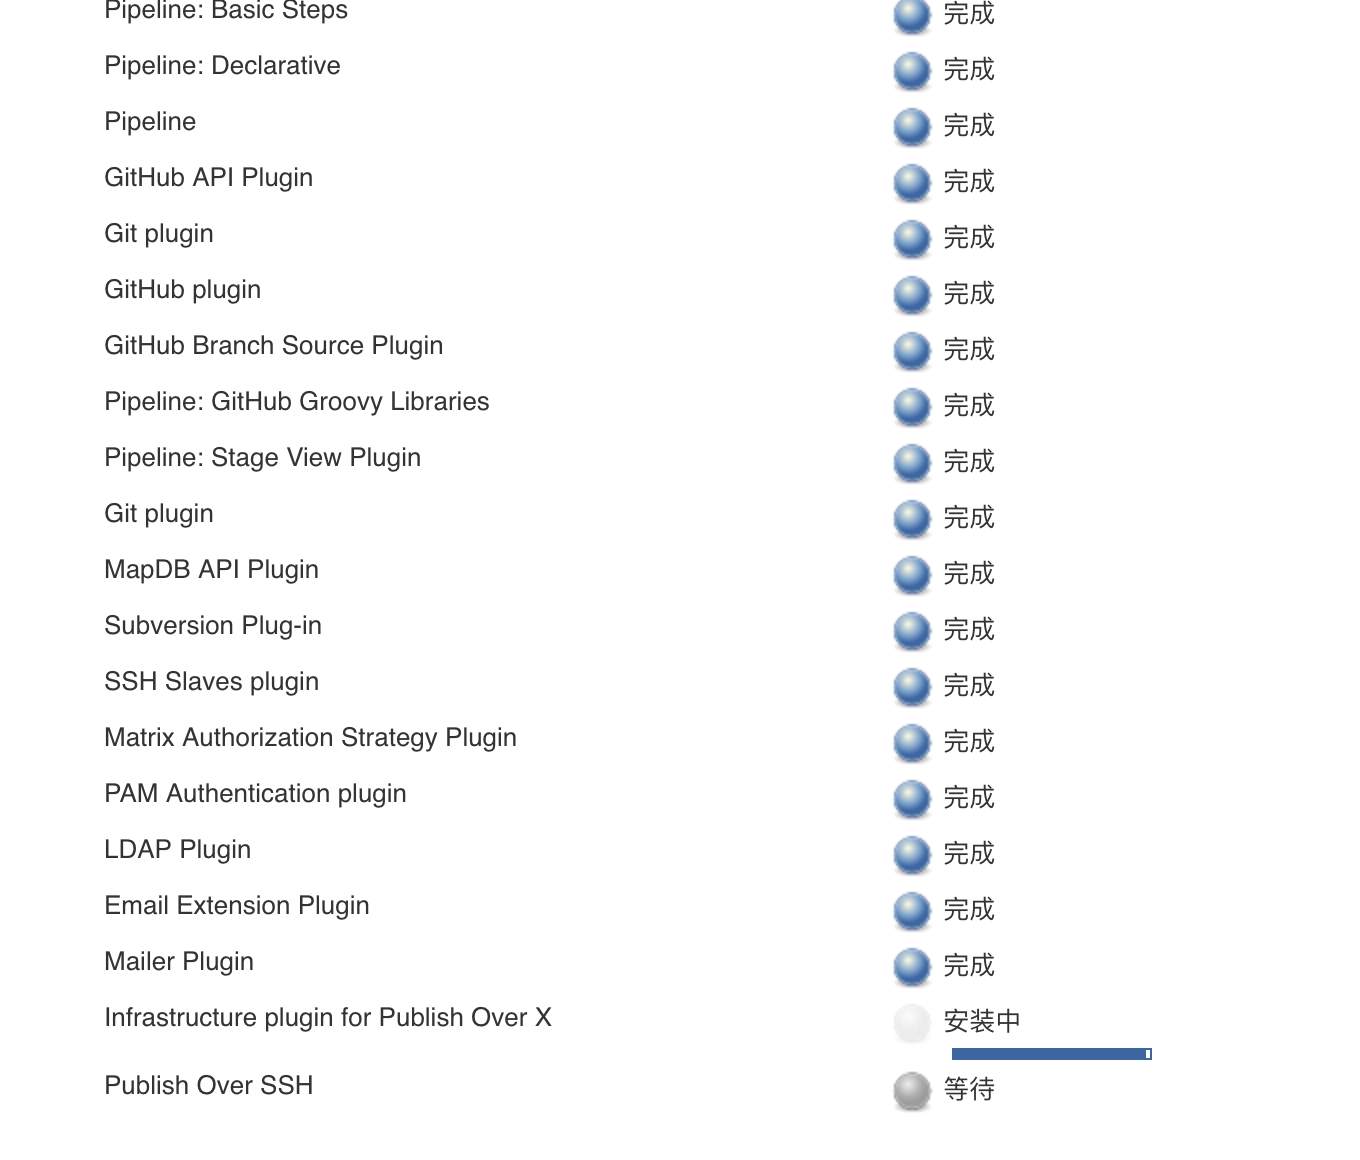 Pipeline: Basic Steps 完成
Pipeline: Declarative 完成
Pipeline 完成
GitHub API Plugin 完成
Git plugin 完成
GitHub plugin 完成
GitHub Branch Source Plugin 完成
Pipeline: GitHub Groovy Libraries 完成
Pipeline: Stage View Plugin 完成
Git plugin 完成
MapDB API Plugin 完成
Subversion Plug-in 完成
SSH Slaves plugin 完成
Matrix Authorization Strategy Plugin 完成
PAM Authentication plugin 完成
LDAP Plugin 完成
Email Extension Plugin 完成
Mailer Plugin 完成
Infrastructure plugin for Publish Over X 安装中
Publish Over SSH 等待